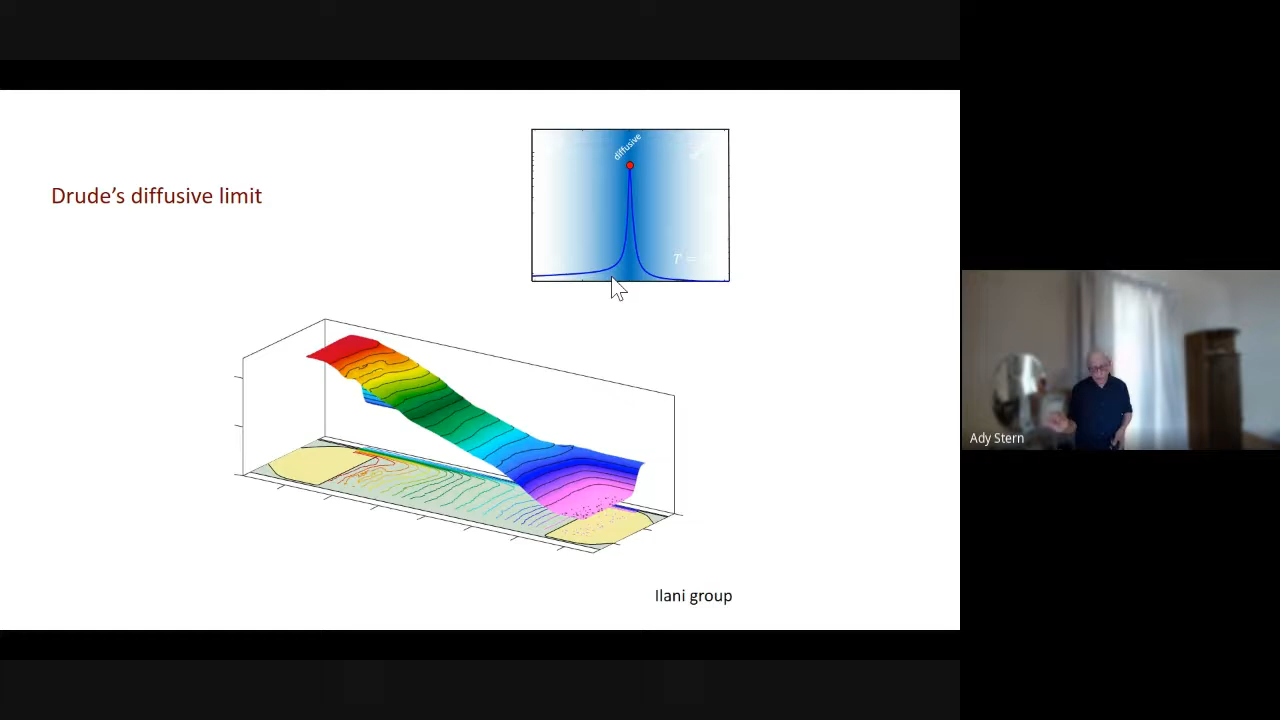 diffusive
Drude's diffusive limit
T =
Ilani group
Ady Stern